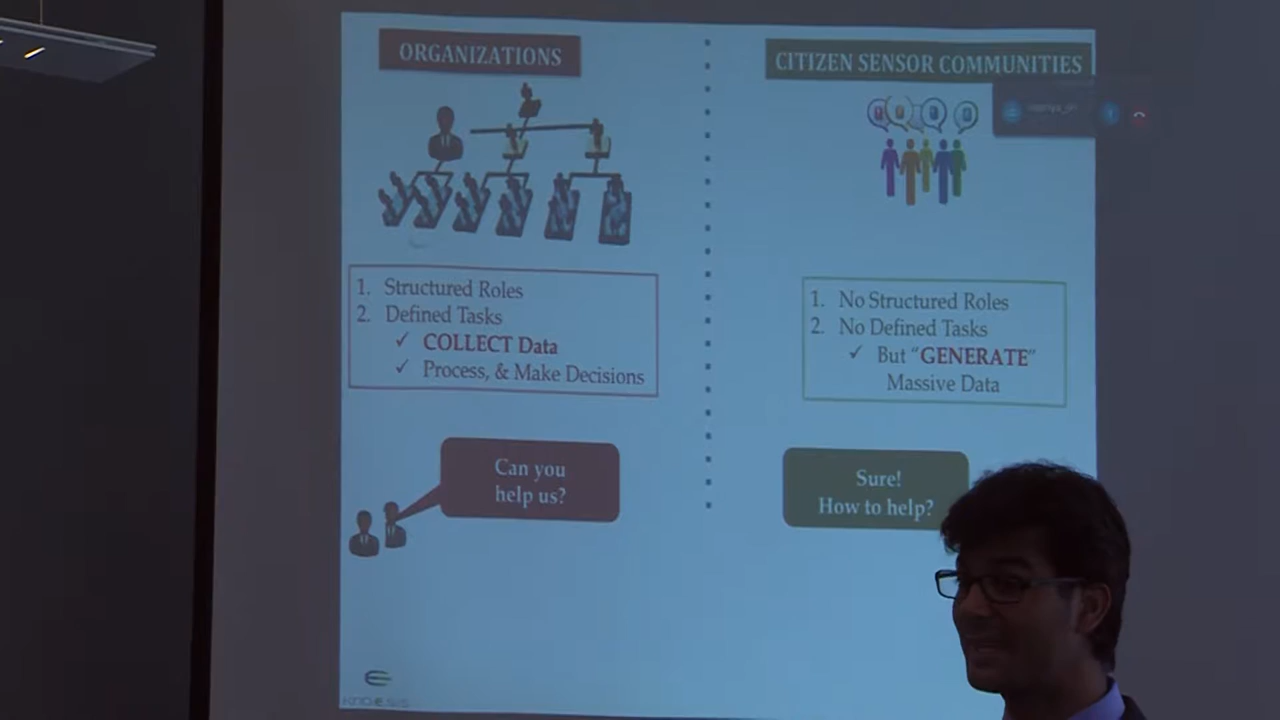 ORGANIZATIONS
1. Structured Roles
2. Defined Tasks
✓ COLLECT Data
✓ Process, & Make Decisions
Can you
help us?
CITIZEN SENSOR COMMUNITIES
1. No Structured Roles
2. No Defined Tasks
✓ But “GENERATE”
Massive Data
Sure!
How to help?